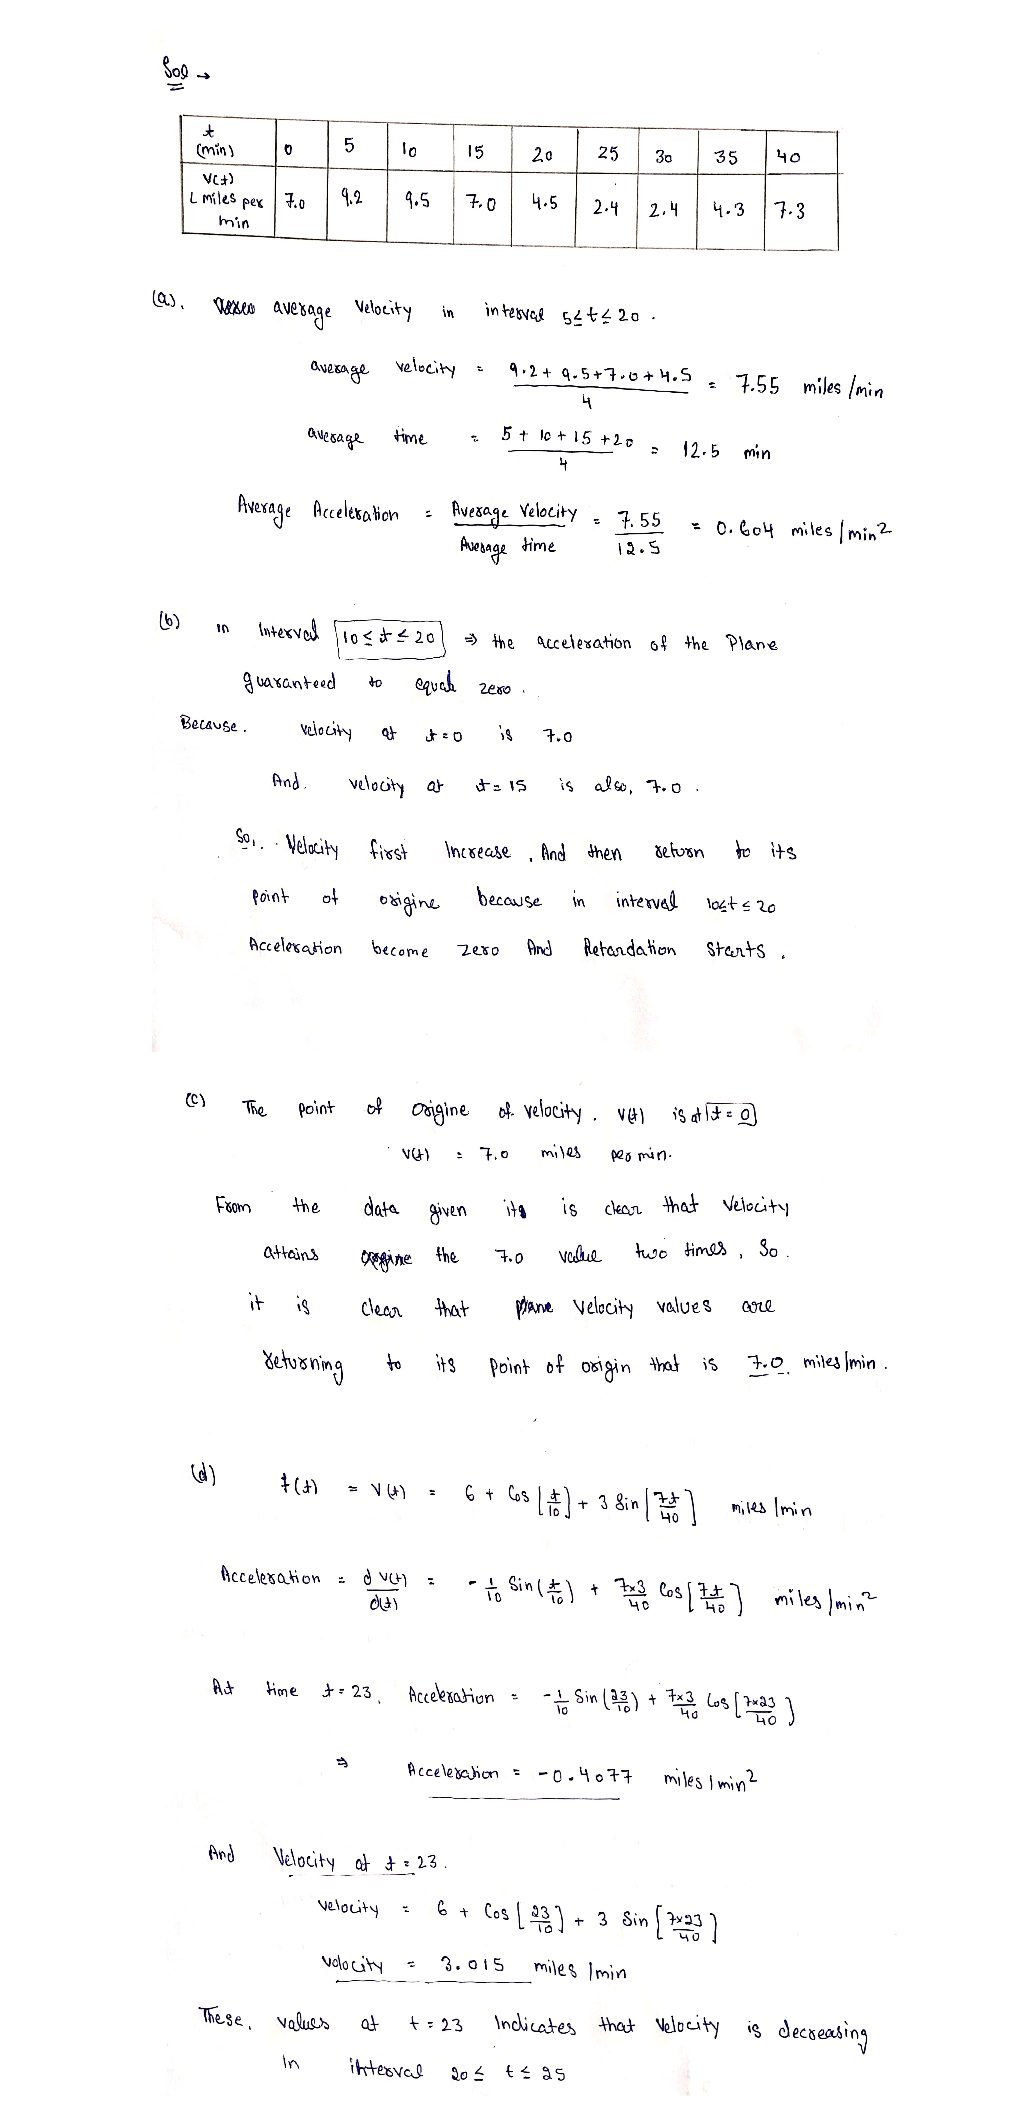 Sol →
t (min) 0 5 10 15 20 25 30 35 40
V(t) (miles per min 7.0 9.2 9.5 7.0 4.5 2.4 2.4 4.3 7.3
(a). average Velocity in interval 5≤t≤20.
average velocity = (9.2 + 9.5+7.0+4.5)/4 = 7.55 miles/min
average time = (5 + 10 + 15 +20)/4 = 12.5 min
Average Acceleration = Average Velocity/Average time = 7.55/12.5 = 0.604 miles/min2
(b) in Interval 10≤t≤20 ⇒ the acceleration of the Plane
guaranteed to equal zero.
Because. velocity at t=0 is 7.0
And. velocity at t=15 is also, 7.0.
So,. Velocity first Increase, And then return to its
point of origine because in interval 10≤t≤20
Acceleration become zero And Retardation Starts.
(c) The point of origine of velocity. v(t) is at t=0
v(t) = 7.0 miles per min.
From the data given its is clear that velocity
attains the 7.0 value two times, So.
it is clear that plane velocity values are
returning to its point of origin that is 7.0 miles/min.
(d) f(t) = v(t) = 6 + Cos[t/10] + 3 Sin[7t/40] miles/min
Acceleration = d v(t)/d(t) = -1/10 Sin(t/10) + 7×3/40 Cos[7t/40] miles/min2
At time t=23, Acceleration = -1/10 Sin(23/10) + 7×3/40 Cos[7×23/40]
⇒ Acceleration = -0.4077 miles/min2
And Velocity at t=23.
velocity = 6 + Cos[23/10] + 3 Sin[7×23/40]
velocity = 3.015 miles/min
These, values at t=23 Indicates that velocity is decreasing
In interval 20≤ t≤25